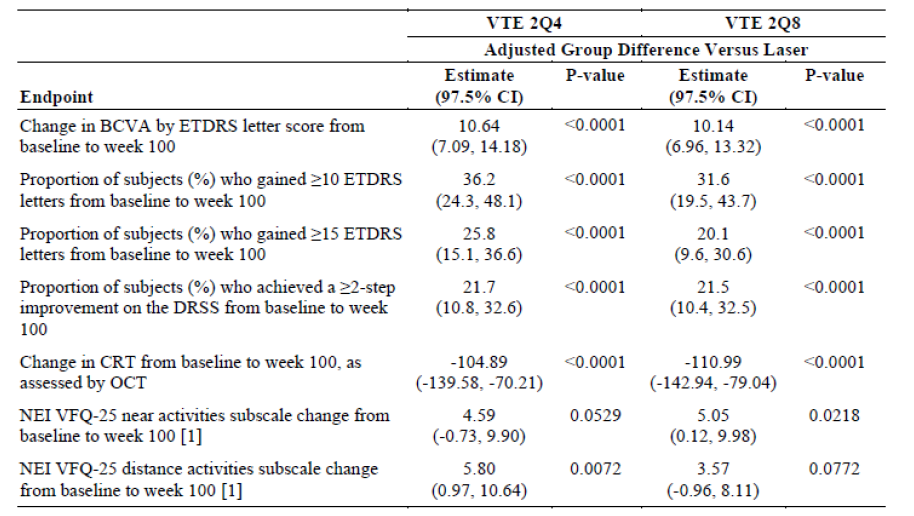 VTE 2Q4 VTE 2Q8
Adjusted Group Difference Versus Laser
Estimate P-value Estimate P-value
Endpoint (97.5% CI) (97.5% CI)
Change in BCVA by ETDRS letter score from 10.64 <0.0001 10.14 <0.0001
baseline to week 100 (7.09, 14.18) (6.96, 13.32)
Proportion of subjects (%) who gained ≥10 ETDRS 36.2 <0.0001 31.6 <0.0001
letters from baseline to week 100 (24.3, 48.1) (19.5, 43.7)
Proportion of subjects (%) who gained ≥15 ETDRS 25.8 <0.0001 20.1 <0.0001
letters from baseline to week 100 (15.1, 36.6) (9.6, 30.6)
Proportion of subjects (%) who achieved a ≥2-step 21.7 <0.0001 21.5 <0.0001
improvement on the DRSS from baseline to week (10.8, 32.6) (10.4, 32.5)
100
Change in CRT from baseline to week 100, as -104.89 <0.0001 -110.99 <0.0001
assessed by OCT (-139.58, -70.21) (-142.94, -79.04)
NEI VFQ-25 near activities subscale change from 4.59 0.0529 5.05 0.0218
baseline to week 100 [1] (-0.73, 9.90) (0.12, 9.98)
NEI VFQ-25 distance activities subscale change 5.80 0.0072 3.57 0.0772
from baseline to week 100 [1] (0.97, 10.64) (-0.96, 8.11)